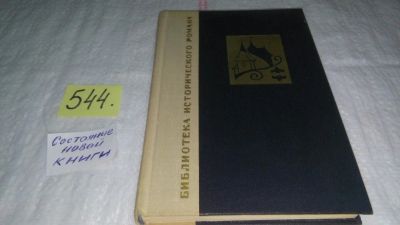 544.
Состояние
новой
книги
БИБЛИОТЕКА ИСТОРИЧЕСКОГО РОМАНА